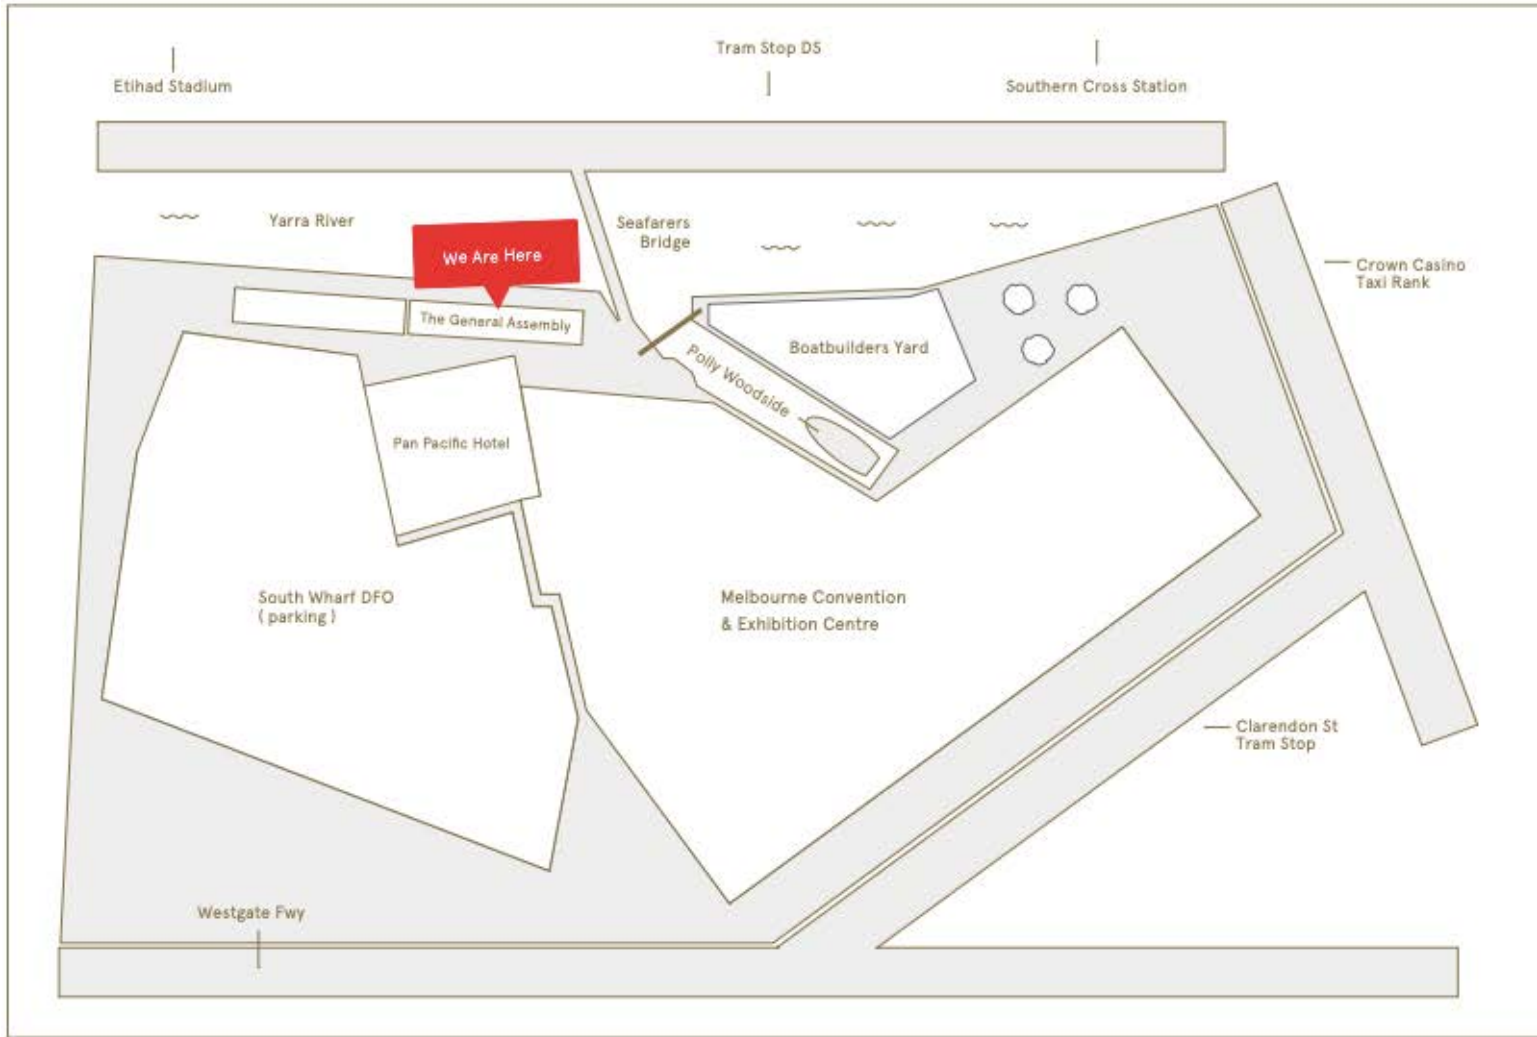 Tram Stop DS
Etihad Stadium
Southern Cross Station
Yarra River
Seafarers
Bridge
We Are Here
Crown Casino
Taxi Rank
The General Assembly
Boatbuilders Yard
Polly Woodside
Pan Pacific Hotel
South Wharf DFO
( parking )
Melbourne Convention
& Exhibition Centre
Clarendon St
Tram Stop
Westgate Fwy